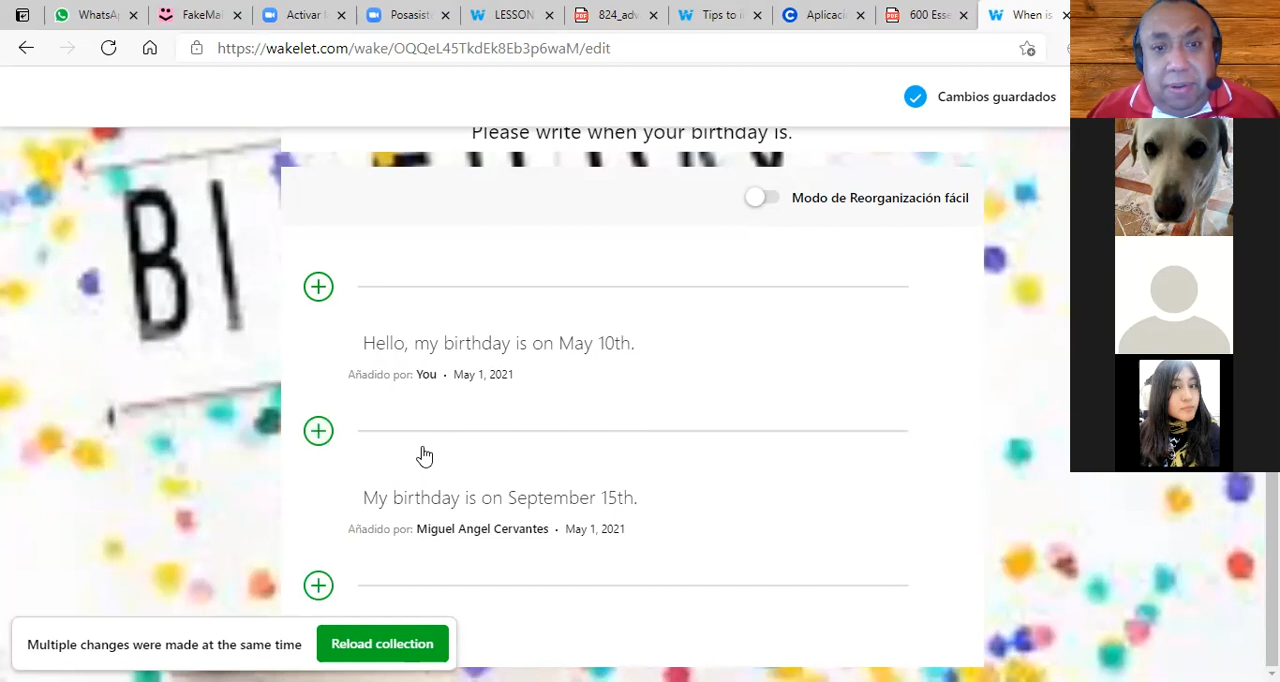 WhatsAp
FakeMai
Activar l
Posasist
LESSON
824_adv
Tips to i
Aplicaci
600 Esse
When is
https://wakelet.com/wake/OQQeL45TkdEk8Eb3p6waM/edit
Cambios guardados
Please write when your birthday is.
BI
Modo de Reorganización fácil
Hello, my birthday is on May 10th.
Añadido por: You · May 1, 2021
My birthday is on September 15th.
Añadido por: Miguel Angel Cervantes · May 1, 2021
Multiple changes were made at the same time
Reload collection